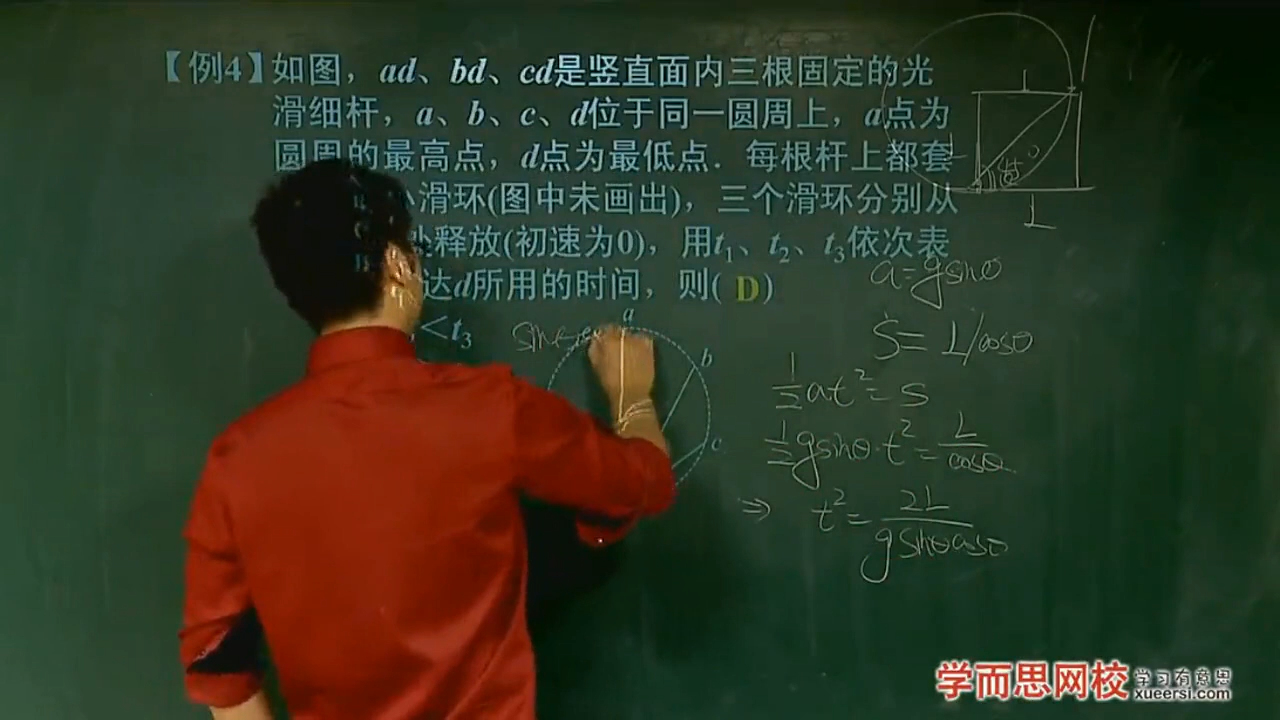 【例4】如图，ad、bd、cd是竖直面内三根固定的光
滑细杆，a、b、c、d位于同一圆周上，a点为
圆周的最高点，d点为最低点．每根杆上都套
小滑环(图中未画出)，三个滑环分别从
释放(初速为0)，用t₁、t₂、t₃依次表
达d所用的时间，则( D )
<t₃
a
b
c
L
L
a=gsinθ
S=L/cosθ
½at²=s
½gsinθ·t²=L/cosθ
⇒ t²=2L/gsinθcosθ
学而思网校 学习有意思
xueersi.com